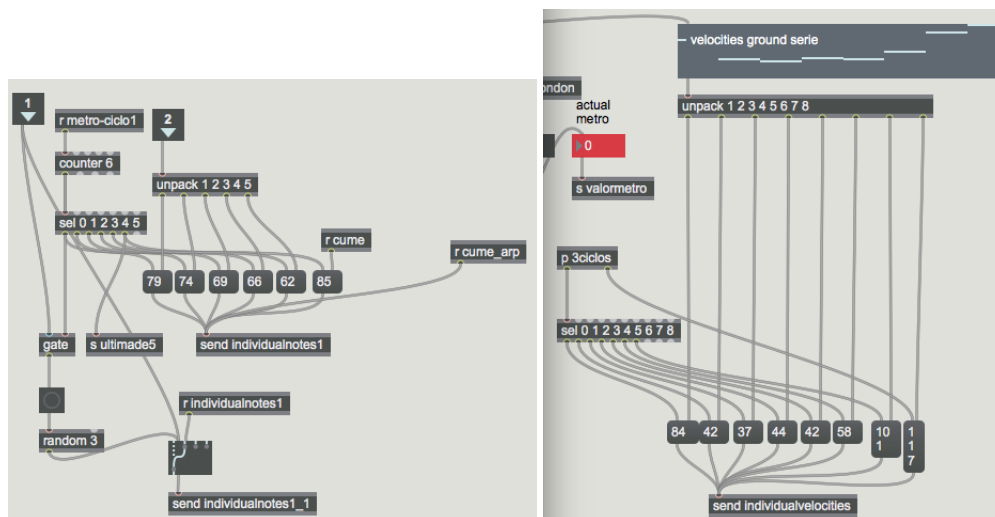 1
r metro-ciclo1
2
counter 6
unpack 1 2 3 4 5
sel 0 1 2 3 4 5
r cume
r cume_arp
79
74
69
66
62
85
gate
s ultimade5
send individualnotes1
r individualnotes1
random 3
send individualnotes1_1
velocities ground serie
ondon
actual
metro
unpack 1 2 3 4 5 6 7 8
0
s valormetro
p 3ciclos
sel 0 1 2 3 4 5 6 7 8
84
42
37
44
42
58
10
1
1
1
7
send individualvelocities